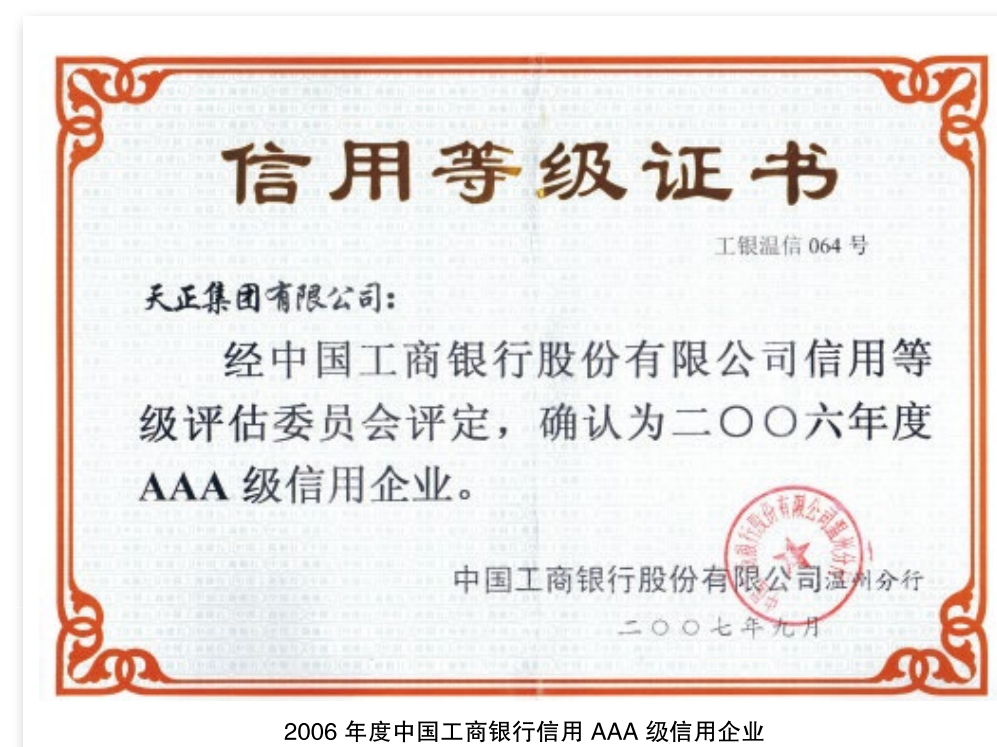 信用等级证书
工银温信 064 号
天正集团有限公司：
经中国工商银行股份有限公司信用等
级评估委员会评定，确认为二〇〇六年度
AAA 级信用企业。
中国工商银行股份有限公司温州分行
二〇〇七年九月
2006 年度中国工商银行信用 AAA 级信用企业